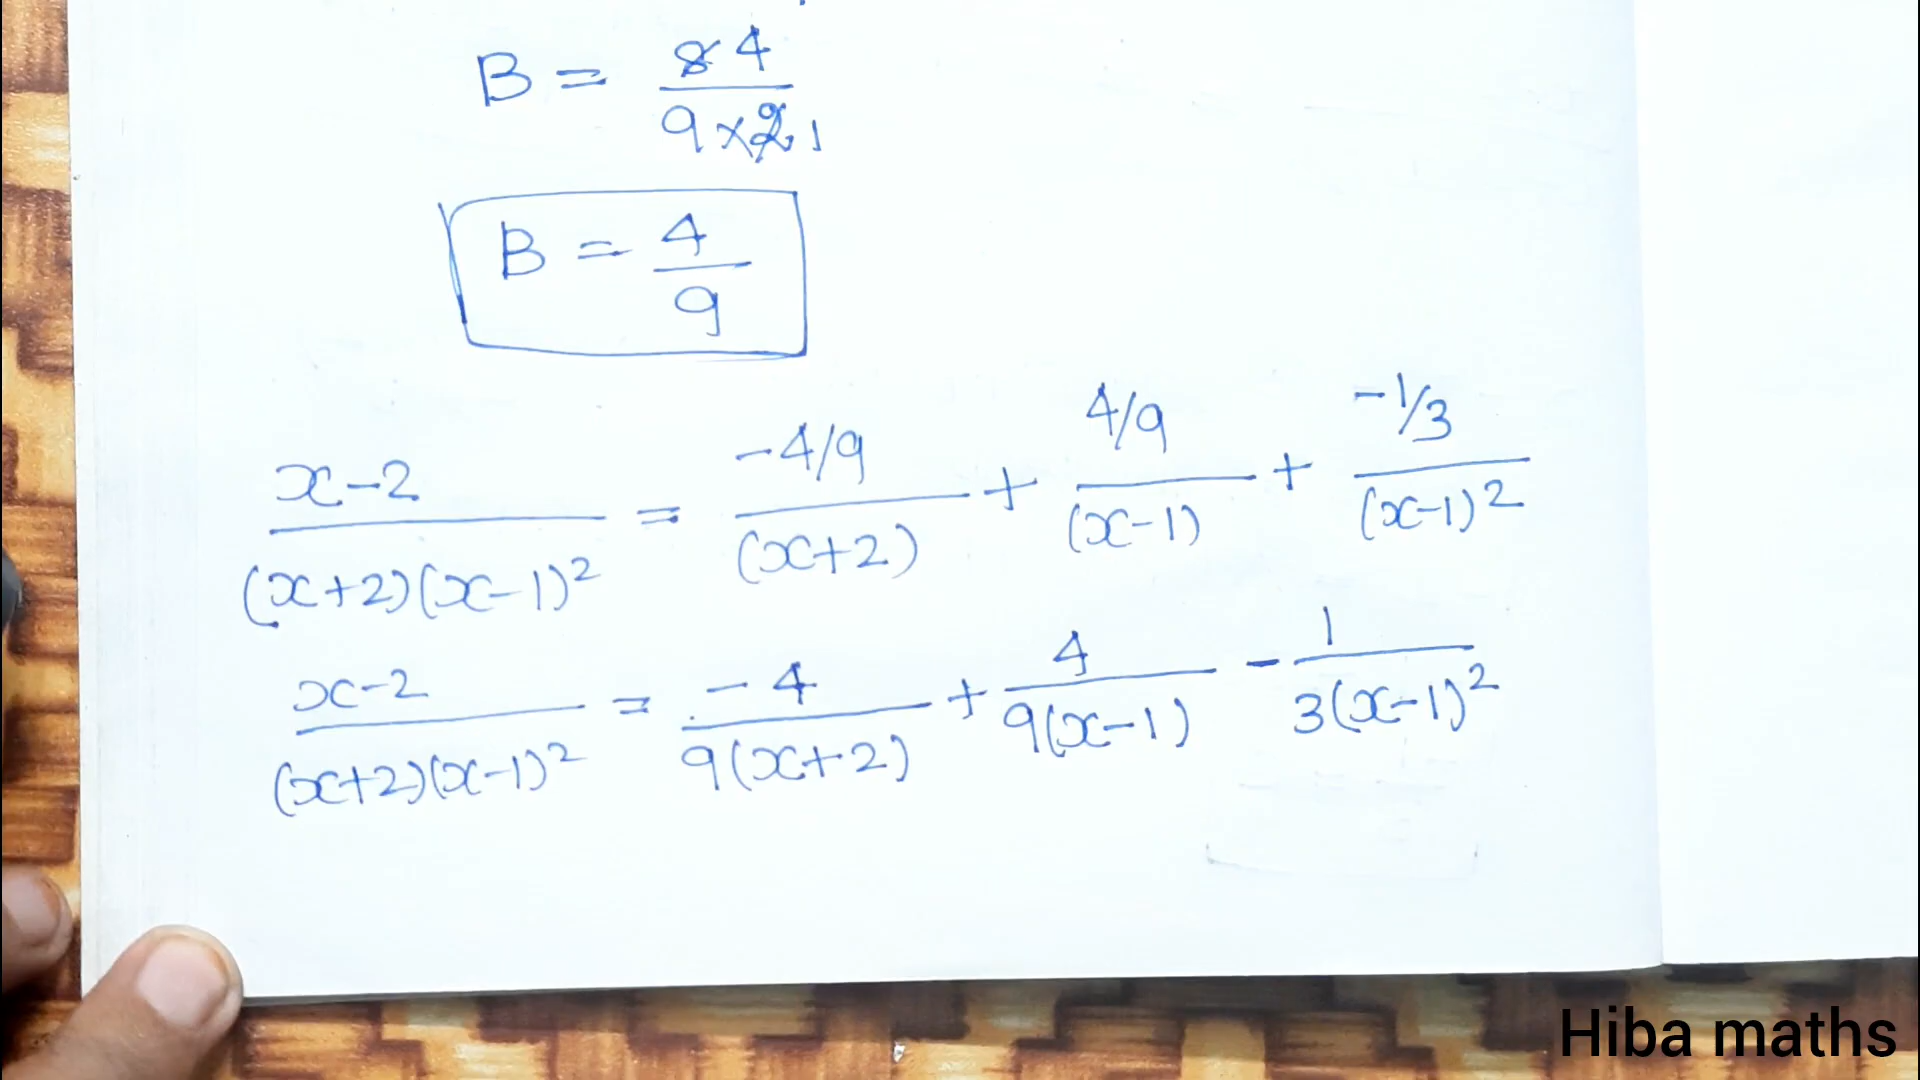 B = 8̸ 4 / 9×2̸ 1
B = 4/9
x-2 / (x+2)(x-1)² = -4/9 / (x+2) + 4/9 / (x-1) + -1/3 / (x-1)²
x-2 / (x+2)(x-1)² = -4 / 9(x+2) + 4 / 9(x-1) - 1 / 3(x-1)²
Hiba maths